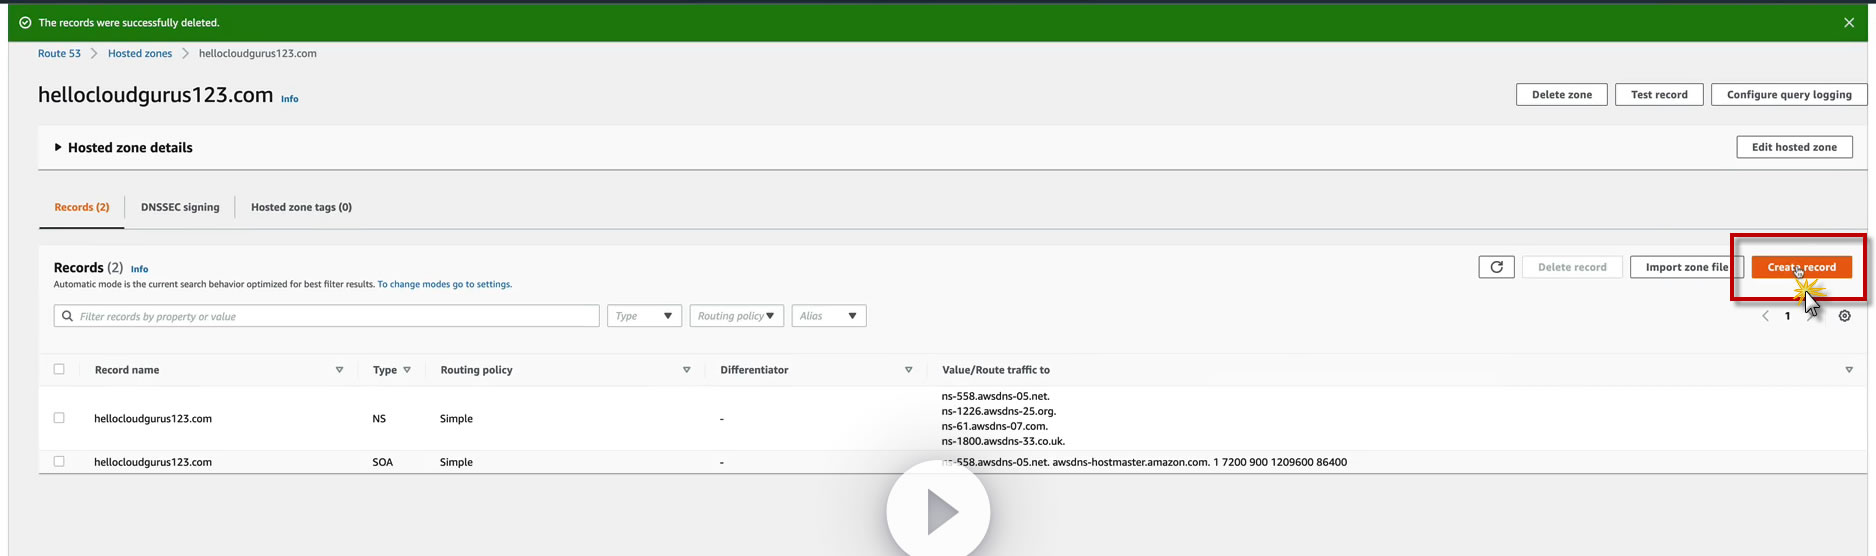 The records were successfully deleted.
Route 53 Hosted zones hellocloudgurus123.com
hellocloudgurus123.com Info
Delete zone Test record Configure query logging
Hosted zone details
Edit hosted zone
Records (2) DNSSEC signing Hosted zone tags (0)
Records (2) Info
Delete record Import zone file Create record
Automatic mode is the current search behavior optimized for best filter results. To change modes go to settings.
Filter records by property or value Type Routing policy Alias
1
Record name Type Routing policy Differentiator Value/Route traffic to
ns-558.awsdns-05.net.
ns-1226.awsdns-25.org.
hellocloudgurus123.com NS Simple -
ns-61.awsdns-07.com.
ns-1800.awsdns-33.co.uk.
hellocloudgurus123.com SOA Simple - ns-558.awsdns-05.net. awsdns-hostmaster.amazon.com. 1 7200 900 1209600 86400